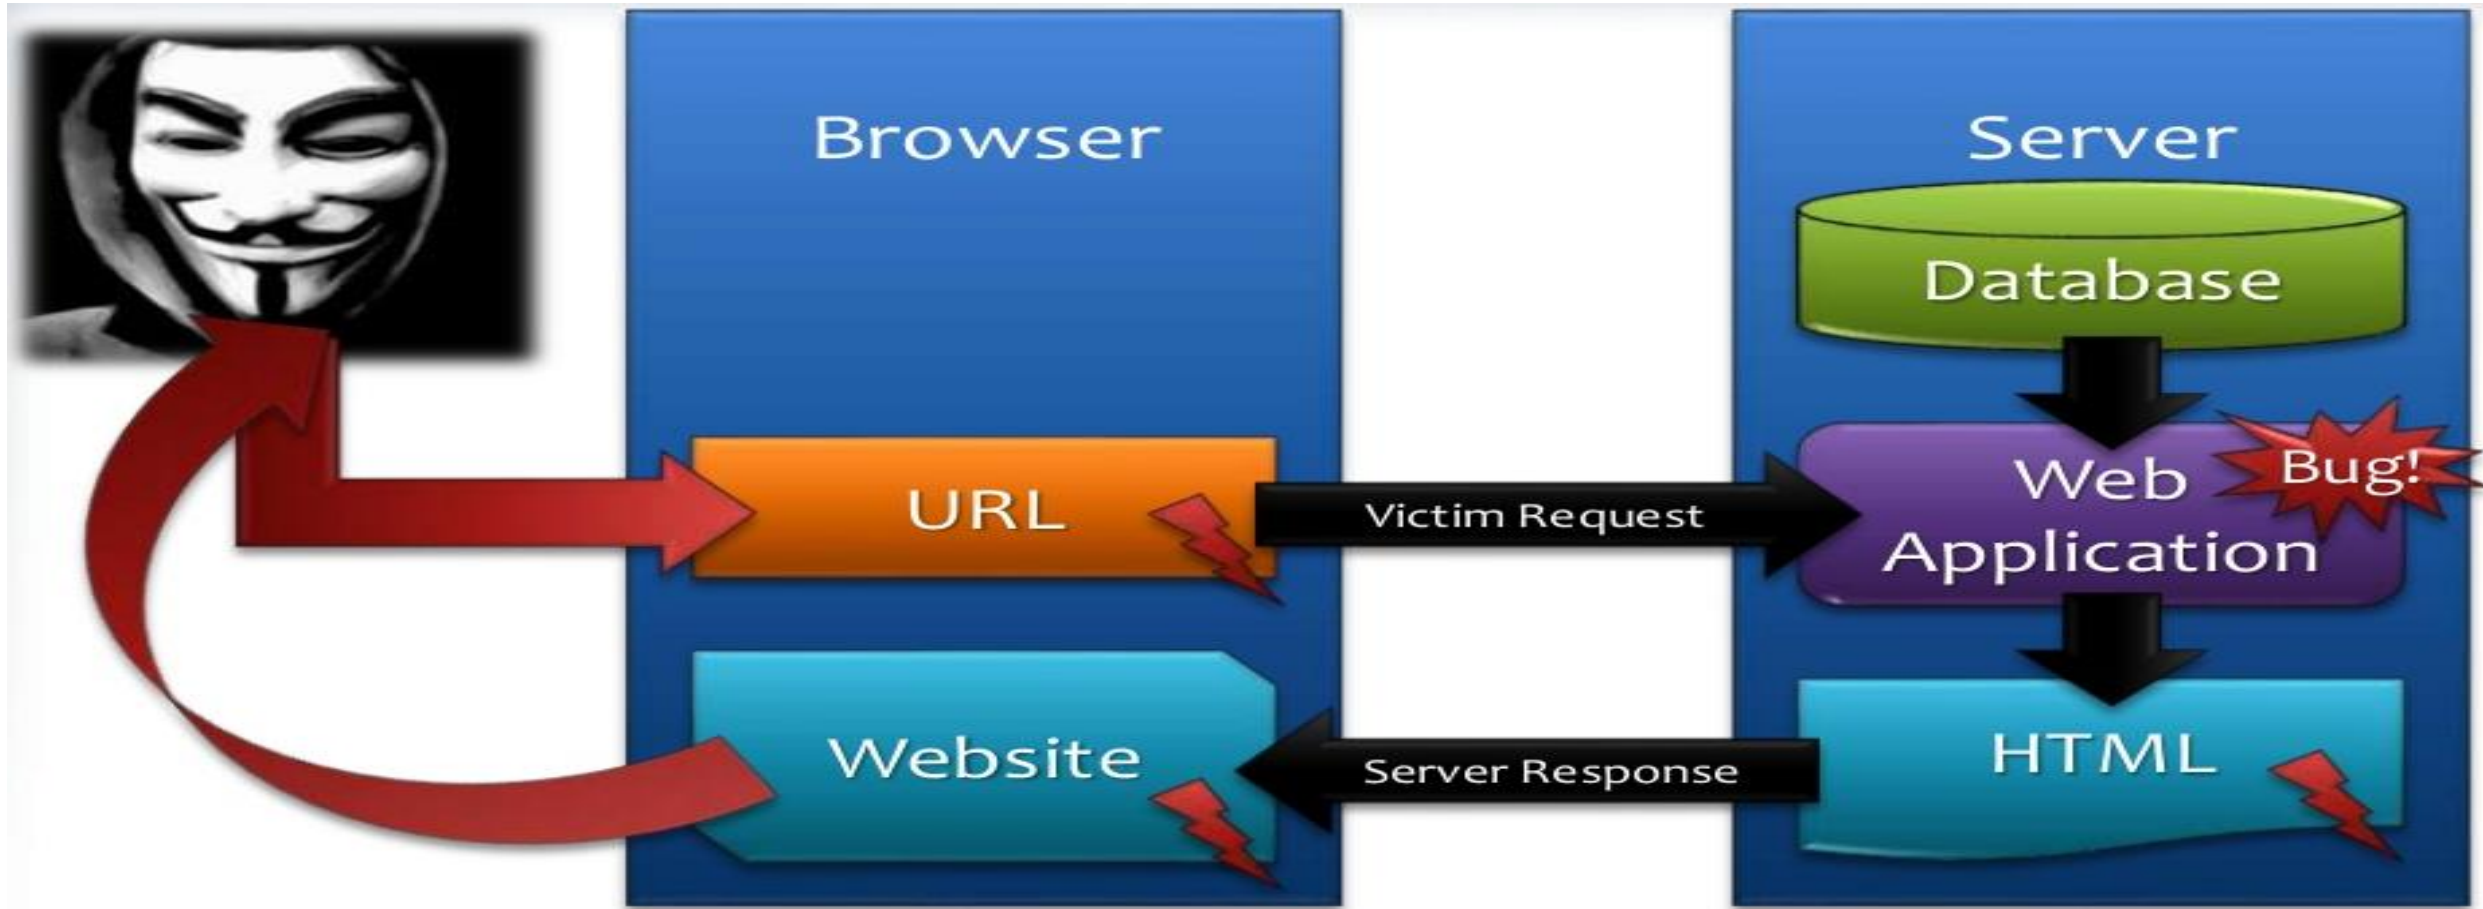 Browser
Server
Database
URL
Victim Request
Web
Application
Bug!
Website
Server Response
HTML